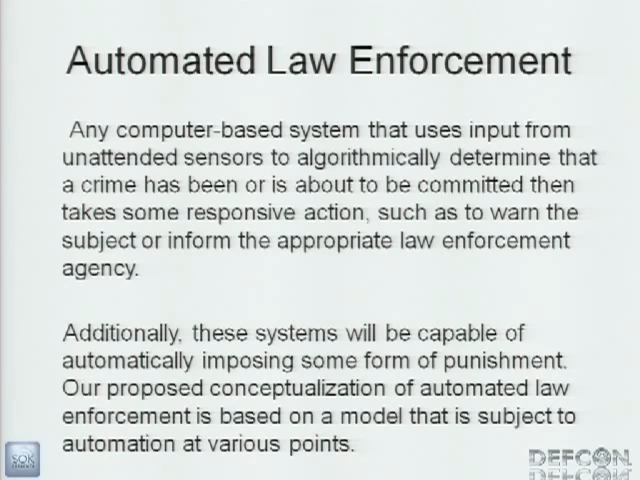 Automated Law Enforcement
Any computer-based system that uses input from
unattended sensors to algorithmically determine that
a crime has been or is about to be committed then
takes some responsive action, such as to warn the
subject or inform the appropriate law enforcement
agency.
Additionally, these systems will be capable of
automatically imposing some form of punishment.
Our proposed conceptualization of automated law
enforcement is based on a model that is subject to
automation at various points.
SOK
DEFCON